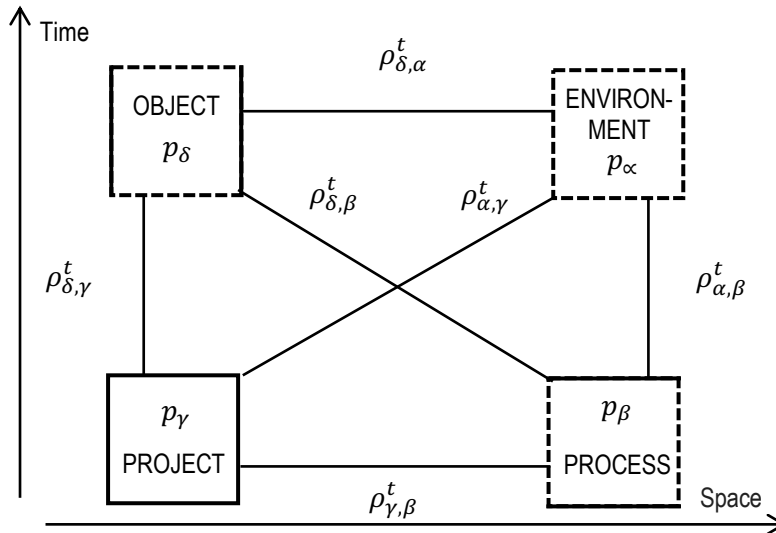 Time
ρ^t_{δ,α}
OBJECT
p_δ
ENVIRON-
MENT
p_∝
ρ^t_{δ,β}
ρ^t_{α,γ}
ρ^t_{δ,γ}
ρ^t_{α,β}
p_γ
PROJECT
p_β
PROCESS
ρ^t_{γ,β}
Space